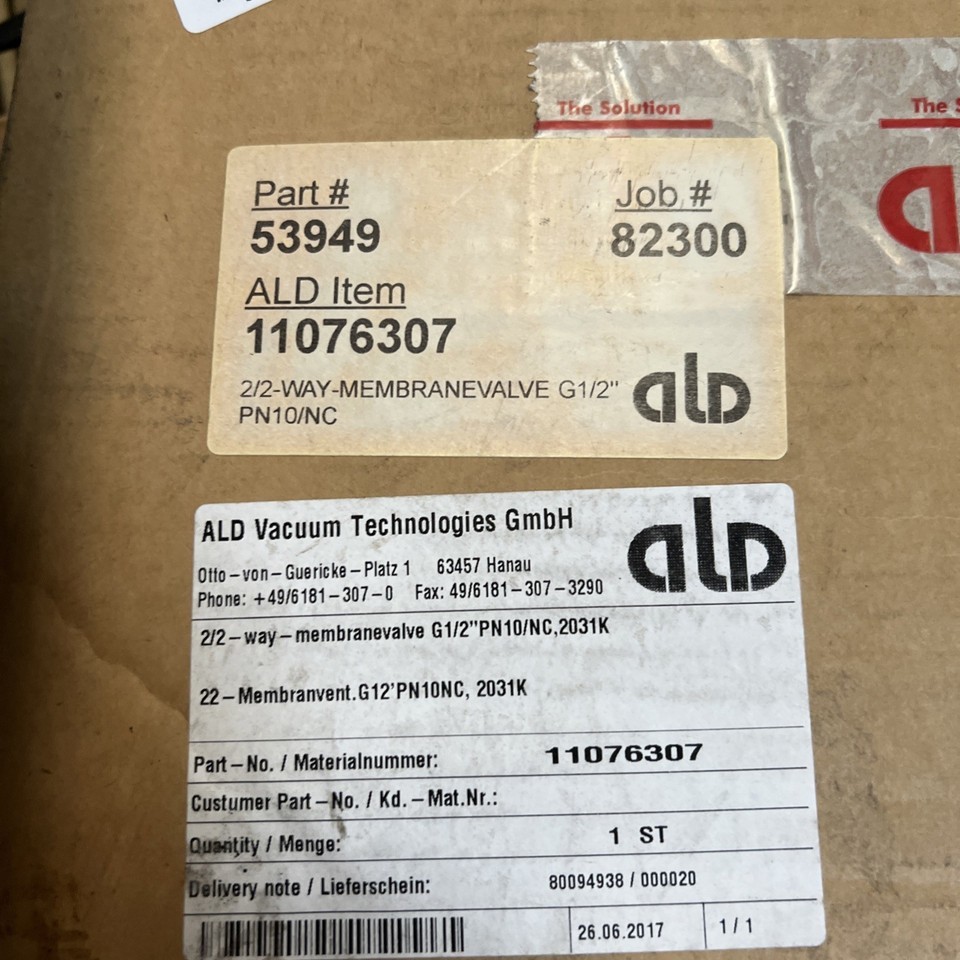 The Solution
The
Part #
Job #
53949
82300
ALD Item
11076307
2/2-WAY-MEMBRANEVALVE G1/2"
PN10/NC
ALD
ALD Vacuum Technologies GmbH
ALD
Otto-von-Guericke-Platz 1 63457 Hanau
Phone: +49/6181-307-0 Fax: 49/6181-307-3290
2/2-way-membranevalve G1/2"PN10/NC,2031K
22-Membranvent.G12'PN10NC, 2031K
Part-No. / Materialnummer: 11076307
Custumer Part-No. / Kd.-Mat.Nr.:
Quantity / Menge: 1 ST
Delivery note / Lieferschein: 80094938 / 000020
26.06.2017 1 / 1